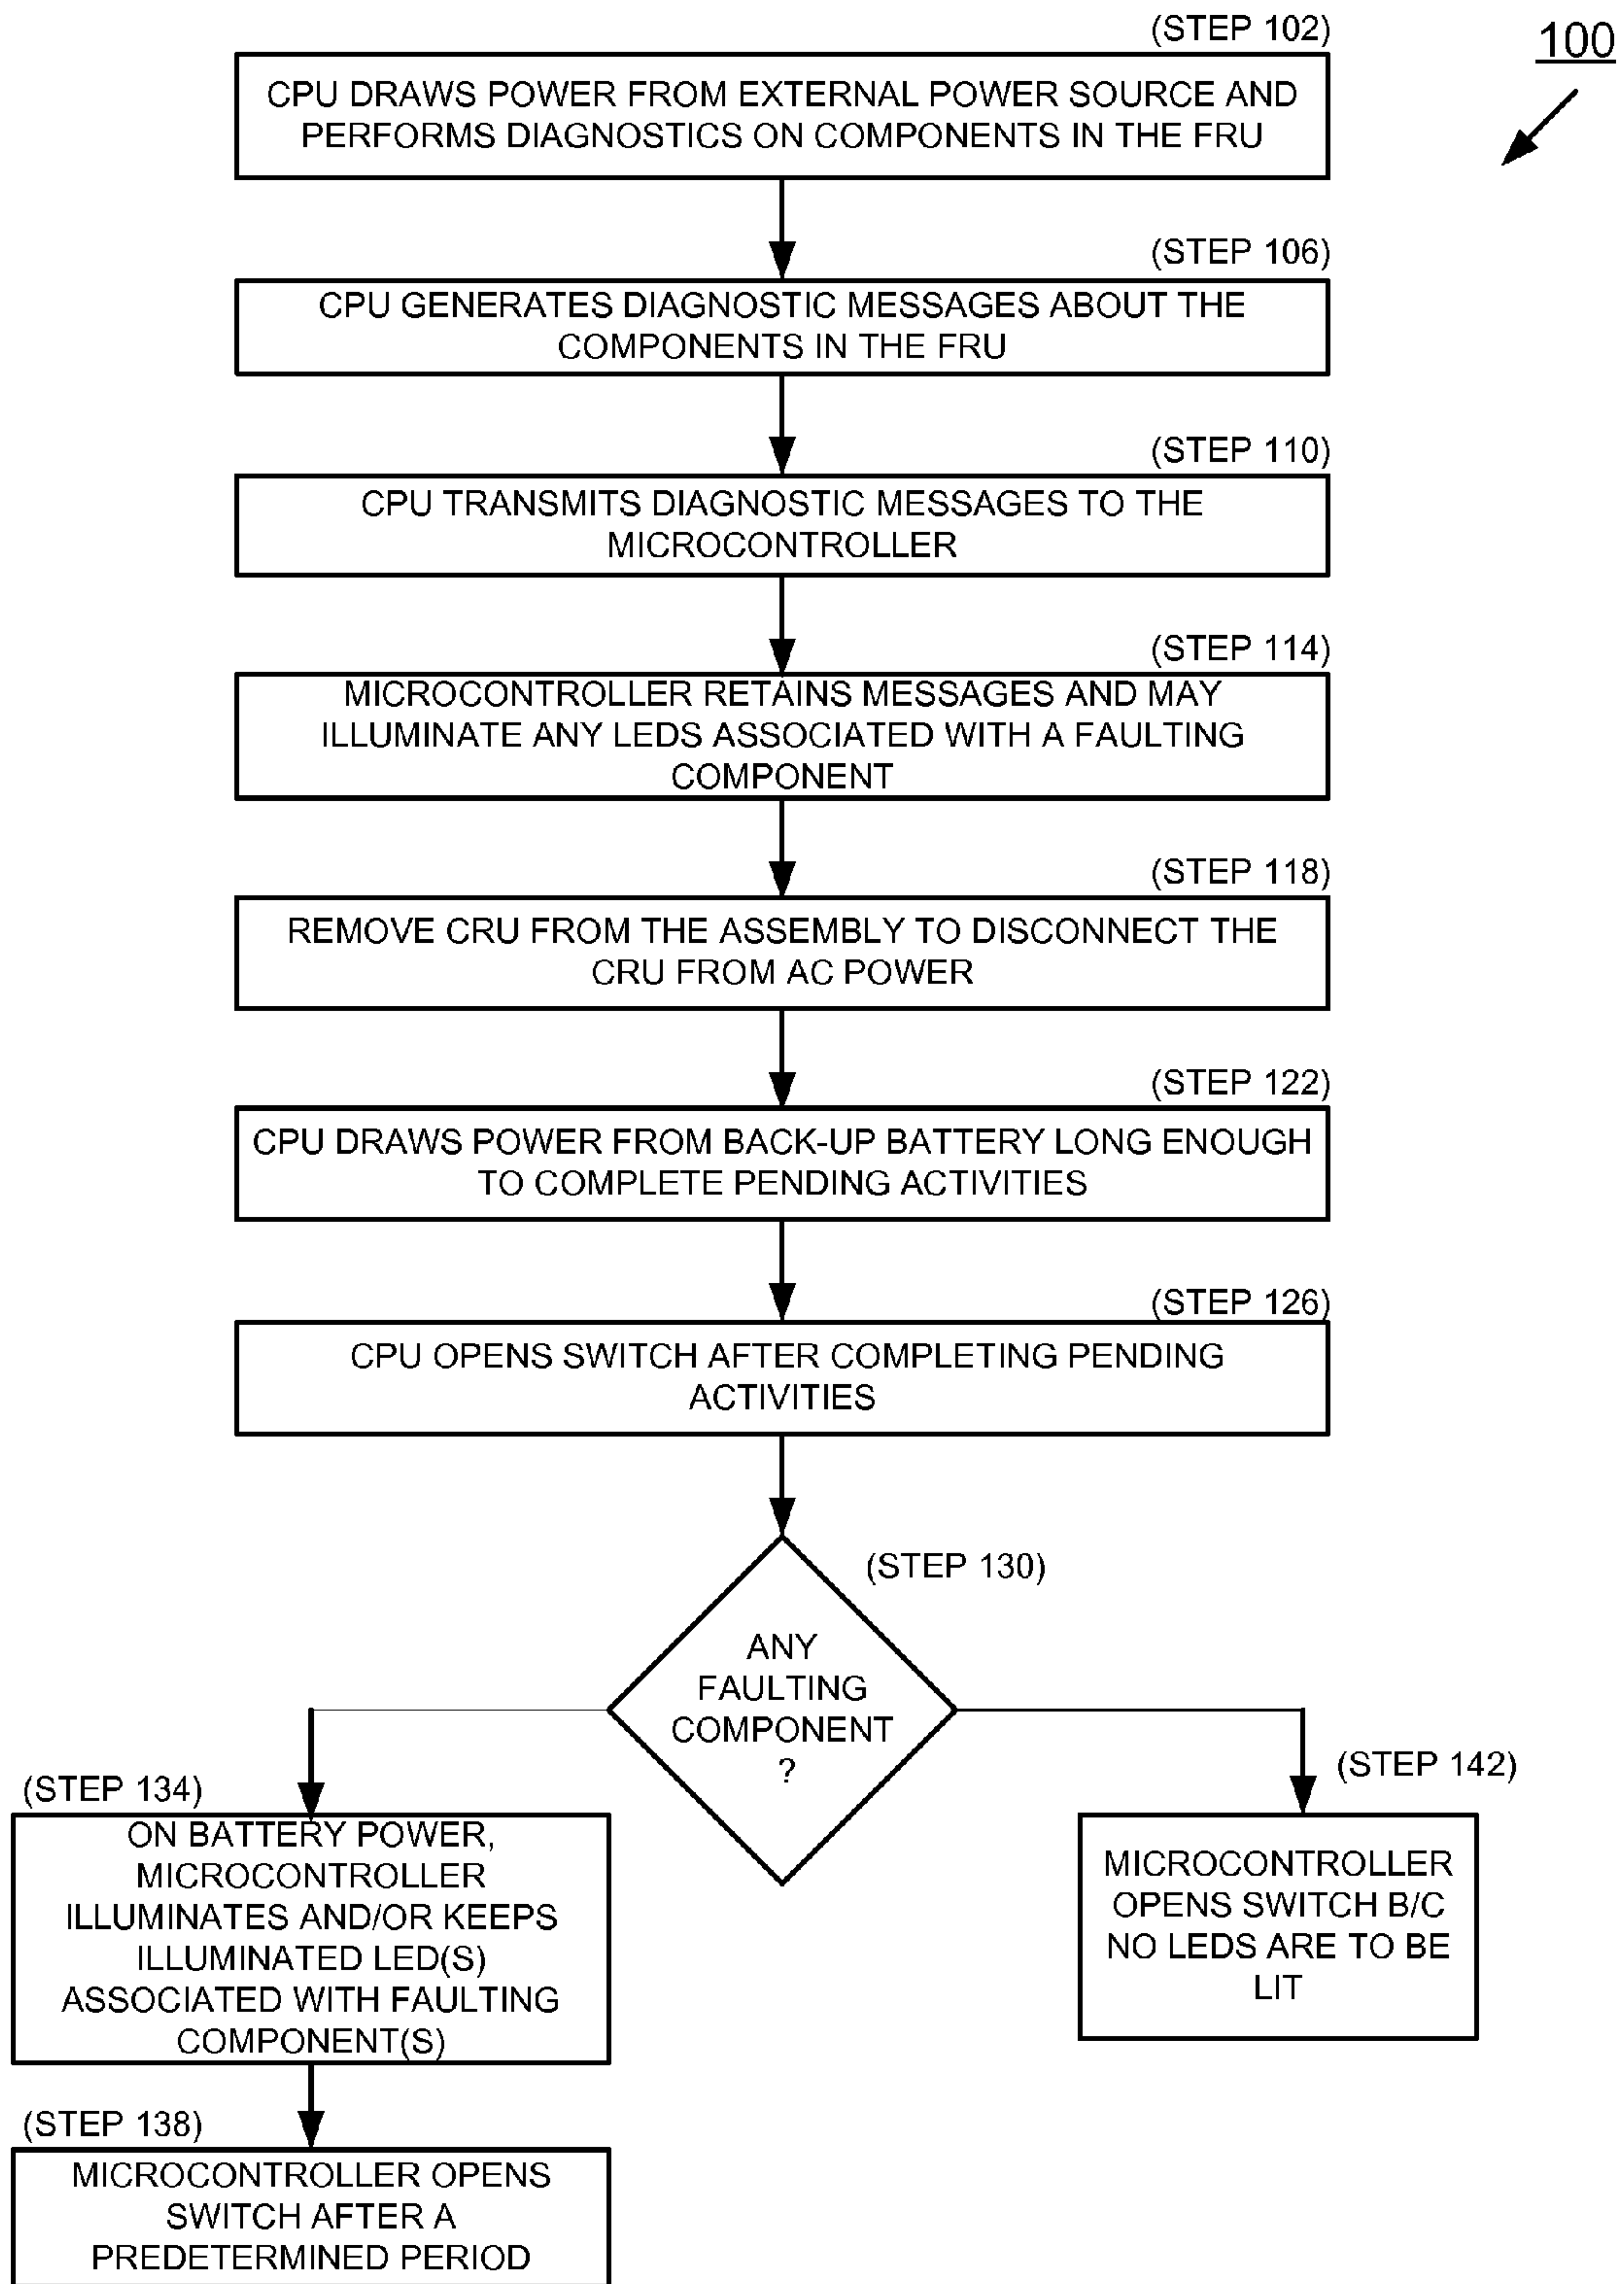 (STEP 102)
100
CPU DRAWS POWER FROM EXTERNAL POWER SOURCE AND
PERFORMS DIAGNOSTICS ON COMPONENTS IN THE FRU
(STEP 106)
CPU GENERATES DIAGNOSTIC MESSAGES ABOUT THE
COMPONENTS IN THE FRU
(STEP 110)
CPU TRANSMITS DIAGNOSTIC MESSAGES TO THE
MICROCONTROLLER
(STEP 114)
MICROCONTROLLER RETAINS MESSAGES AND MAY
ILLUMINATE ANY LEDS ASSOCIATED WITH A FAULTING
COMPONENT
(STEP 118)
REMOVE CRU FROM THE ASSEMBLY TO DISCONNECT THE
CRU FROM AC POWER
(STEP 122)
CPU DRAWS POWER FROM BACK-UP BATTERY LONG ENOUGH
TO COMPLETE PENDING ACTIVITIES
(STEP 126)
CPU OPENS SWITCH AFTER COMPLETING PENDING
ACTIVITIES
(STEP 130)
ANY
FAULTING
COMPONENT
?
(STEP 134)
ON BATTERY POWER,
MICROCONTROLLER
ILLUMINATES AND/OR KEEPS
ILLUMINATED LED(S)
ASSOCIATED WITH FAULTING
COMPONENT(S)
(STEP 142)
MICROCONTROLLER
OPENS SWITCH B/C
NO LEDS ARE TO BE
LIT
(STEP 138)
MICROCONTROLLER OPENS
SWITCH AFTER A
PREDETERMINED PERIOD